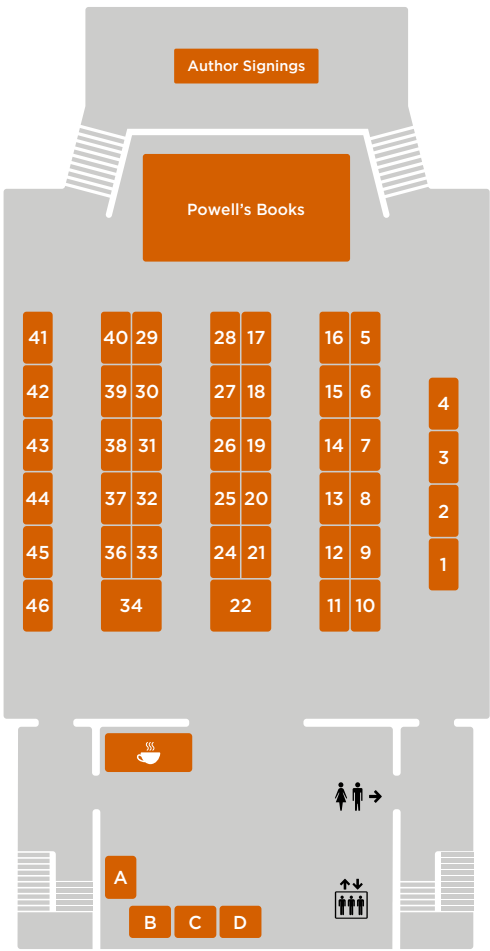 Author Signings
Powell's Books
41 40 29 28 17 16 5
42 39 30 27 18 15 6
4
43 38 31 26 19 14 7
3
44 37 32 25 20 13 8
2
45 36 33 24 21 12 9
1
46 34 22 11 10
A
B C D